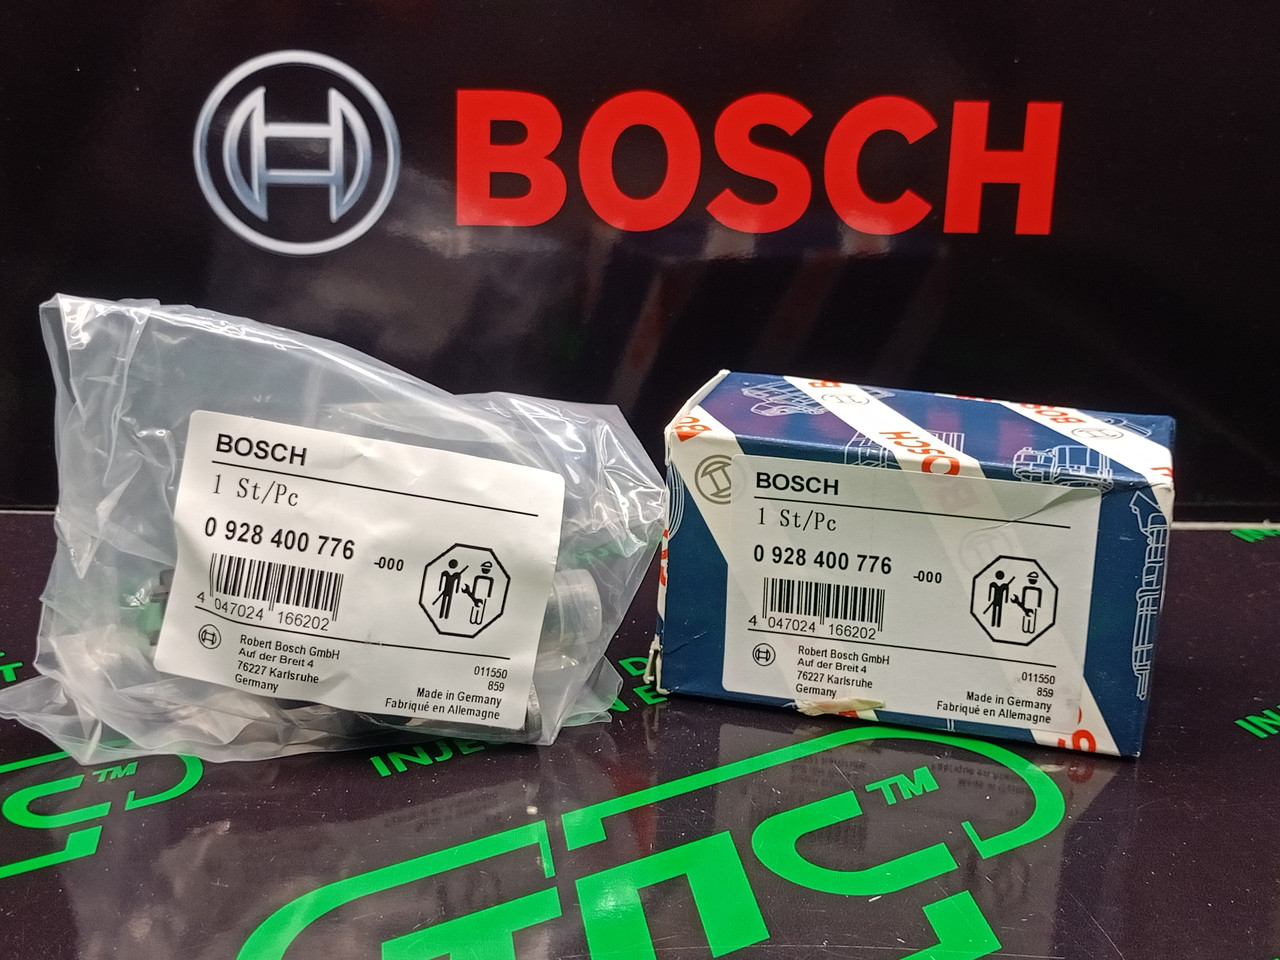 BOSCH
BOSCH
1 St/Pc
0 928 400 776
-000
4 047024 166202
Robert Bosch GmbH
Auf der Breit 4
76227 Karlsruhe
Germany
011550
859
Made in Germany
Fabriqué en Allemagne
BOSCH
BOSCH
1 St/Pc
0 928 400 776
-000
4 047024 166202
Robert Bosch GmbH
Auf der Breit 4
76227 Karlsruhe
Germany
011550
859
Made in Germany
Fabriqué en Allemagne
TM
TM